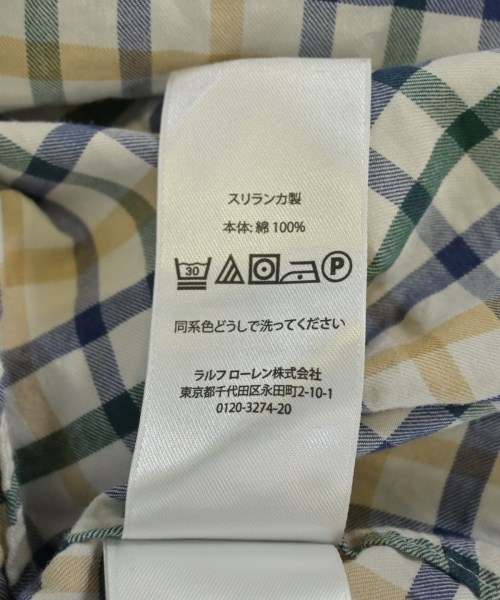 スリランカ製
本体: 綿 100%
30 P
同系色どうしで洗ってください
ラルフ ローレン株式会社
東京都千代田区永田町2-10-1
0120-3274-20